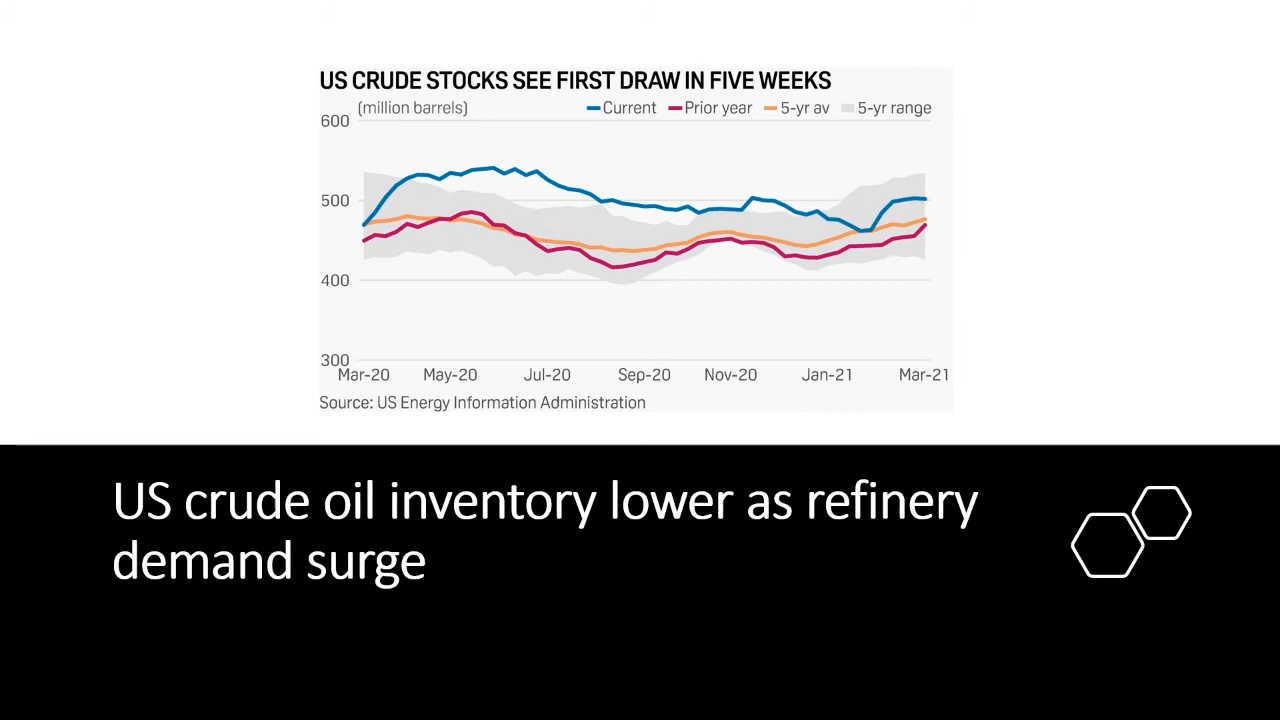 US CRUDE STOCKS SEE FIRST DRAW IN FIVE WEEKS
(million barrels) Current Prior year 5-yr av 5-yr range
600
500
400
300
Mar-20 May-20 Jul-20 Sep-20 Nov-20 Jan-21 Mar-21
Source: US Energy Information Administration
US crude oil inventory lower as refinery
demand surge